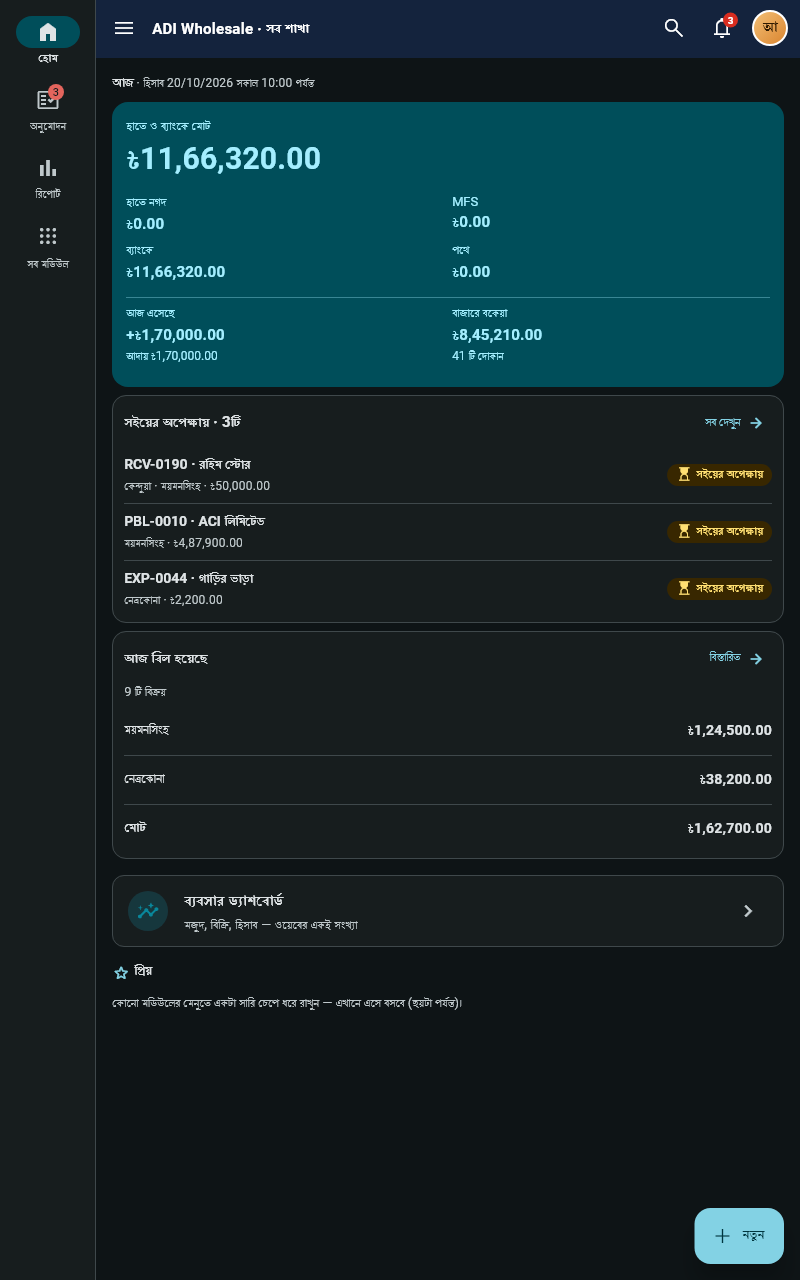 ADI Wholesale · সব শাখা
3
আ
হোম
3
অনুমোদন
রিপোর্ট
সব মডিউল
আজ · হিসাব 20/10/2026 সকাল 10:00 পর্যন্ত
হাতে ও ব্যাংকে মোট
৳11,66,320.00
হাতে নগদ
৳0.00
MFS
৳0.00
ব্যাংকে
৳11,66,320.00
পথে
৳0.00
আজ এসেছে
+৳1,70,000.00
আদায় ৳1,70,000.00
বাজারে বকেয়া
৳8,45,210.00
41 টি দোকান
সইয়ের অপেক্ষায় · 3টি
সব দেখুন
RCV-0190 · রহিম স্টোর
কেন্দুয়া · ময়মনসিংহ · ৳50,000.00
সইয়ের অপেক্ষায়
PBL-0010 · ACI লিমিটেড
ময়মনসিংহ · ৳4,87,900.00
সইয়ের অপেক্ষায়
EXP-0044 · গাড়ির ভাড়া
নেত্রকোনা · ৳2,200.00
সইয়ের অপেক্ষায়
আজ বিল হয়েছে
বিস্তারিত
9 টি বিক্রয়
ময়মনসিংহ ৳1,24,500.00
নেত্রকোনা ৳38,200.00
মোট ৳1,62,700.00
ব্যবসার ড্যাশবোর্ড
মজুদ, বিক্রি, হিসাব — ওয়েবের একই সংখ্যা
প্রিয়
কোনো মডিউলের মেনুতে একটা সারি চেপে ধরে রাখুন — এখানে এসে বসবে (ছয়টা পর্যন্ত)।
নতুন